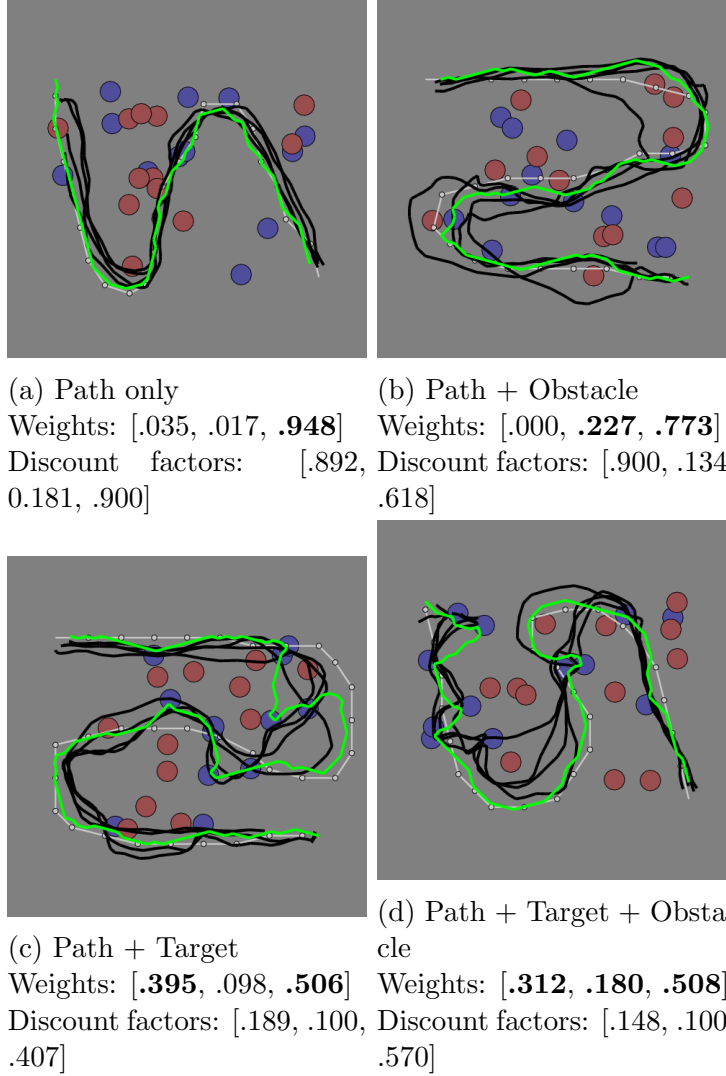 (a) Path only
Weights: [.035, .017, .948]
Discount factors: [.892,
0.181, .900]
(b) Path + Obstacle
Weights: [.000, .227, .773]
Discount factors: [.900, .134
.618]
(c) Path + Target
Weights: [.395, .098, .506]
Discount factors: [.189, .100,
.407]
(d) Path + Target + Obsta
cle
Weights: [.312, .180, .508]
Discount factors: [.148, .100
.570]